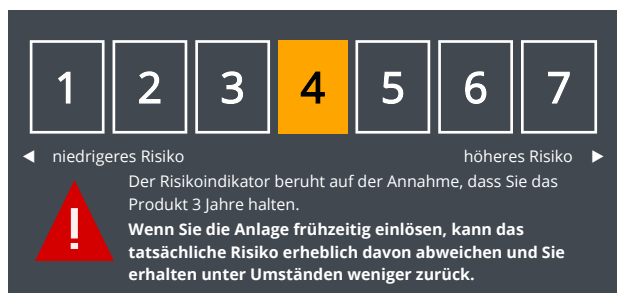 1 2 3 4 5 6 7
niedrigeres Risiko höheres Risiko
Der Risikoindikator beruht auf der Annahme, dass Sie das
Produkt 3 Jahre halten.
Wenn Sie die Anlage frühzeitig einlösen, kann das
tatsächliche Risiko erheblich davon abweichen und Sie
erhalten unter Umständen weniger zurück.
!